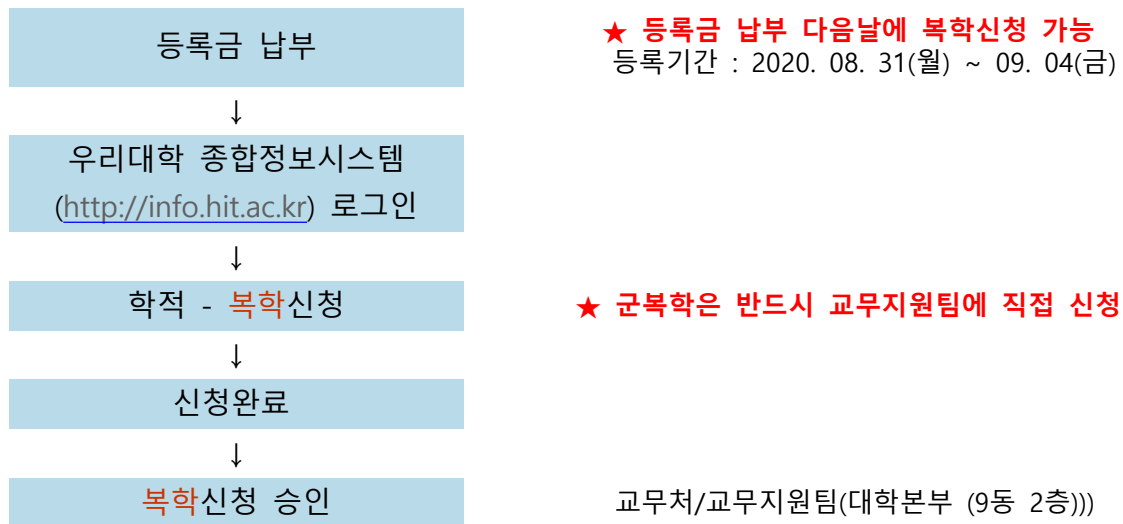 등록금 납부
★ 등록금 납부 다음날에 복학신청 가능
등록기간 : 2020. 08. 31(월) ~ 09. 04(금)
↓
우리대학 종합정보시스템
(http://info.hit.ac.kr) 로그인
↓
학적 - 복학신청
★ 군복학은 반드시 교무지원팀에 직접 신청
↓
신청완료
↓
복학신청 승인
교무처/교무지원팀(대학본부 (9동 2층)))